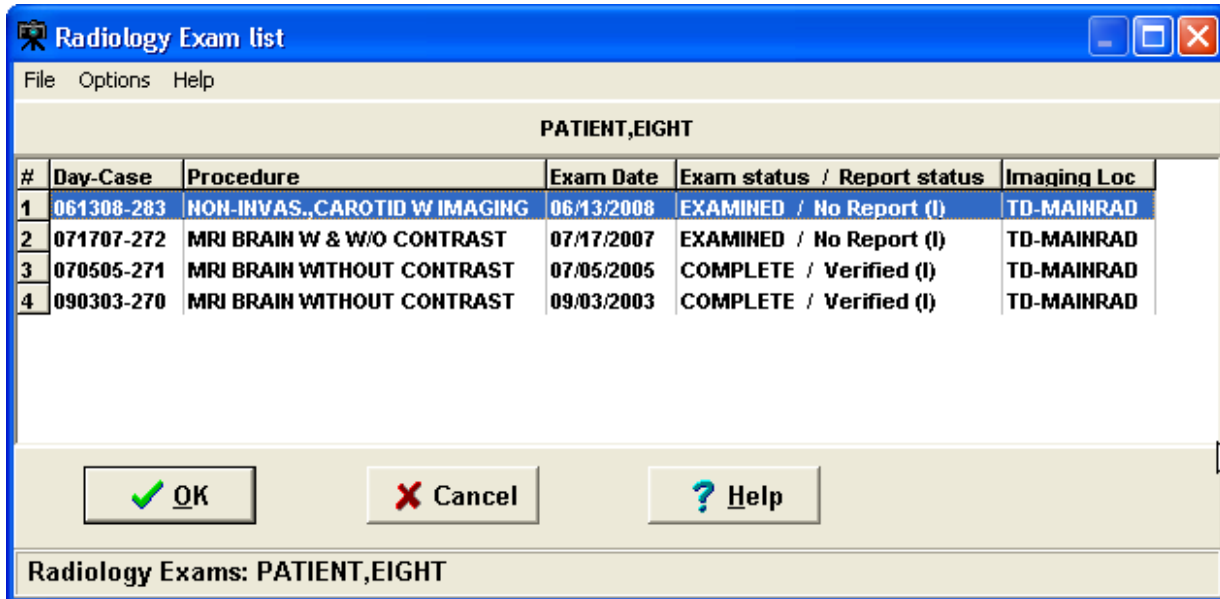 Radiology Exam list
File Options Help
PATIENT,EIGHT
# Day-Case Procedure Exam Date Exam status / Report status Imaging Loc
1 061308-283 NON-INVAS.,CAROTID W IMAGING 06/13/2008 EXAMINED / No Report (I) TD-MAINRAD
2 071707-272 MRI BRAIN W & W/O CONTRAST 07/17/2007 EXAMINED / No Report (I) TD-MAINRAD
3 070505-271 MRI BRAIN WITHOUT CONTRAST 07/05/2005 COMPLETE / Verified (I) TD-MAINRAD
4 090303-270 MRI BRAIN WITHOUT CONTRAST 09/03/2003 COMPLETE / Verified (I) TD-MAINRAD
OK Cancel Help
Radiology Exams: PATIENT,EIGHT